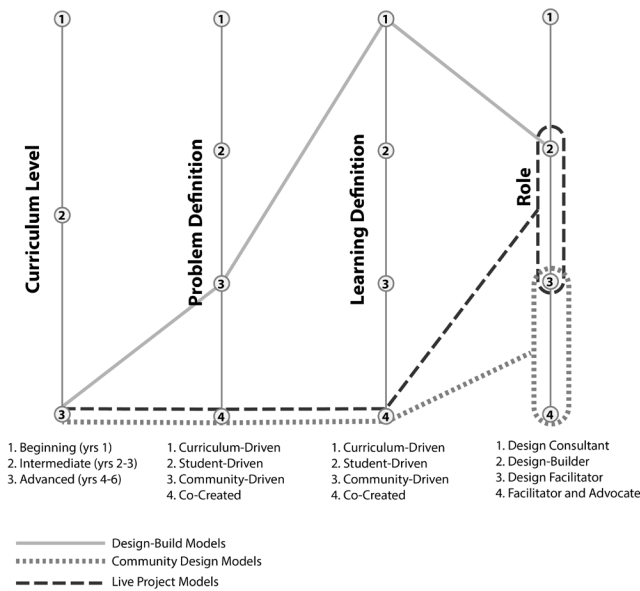 1 1 1 1
2 2 2
2
3 3 3
3 4 4 4
Curriculum Level
Problem Definition
Learning Definition
Role
1. Beginning (yrs 1)
2. Intermediate (yrs 2-3)
3. Advanced (yrs 4-6)
1. Curriculum-Driven
2. Student-Driven
3. Community-Driven
4. Co-Created
1. Curriculum-Driven
2. Student-Driven
3. Community-Driven
4. Co-Created
1. Design Consultant
2. Design-Builder
3. Design Facilitator
4. Facilitator and Advocate
Design-Build Models
Community Design Models
Live Project Models